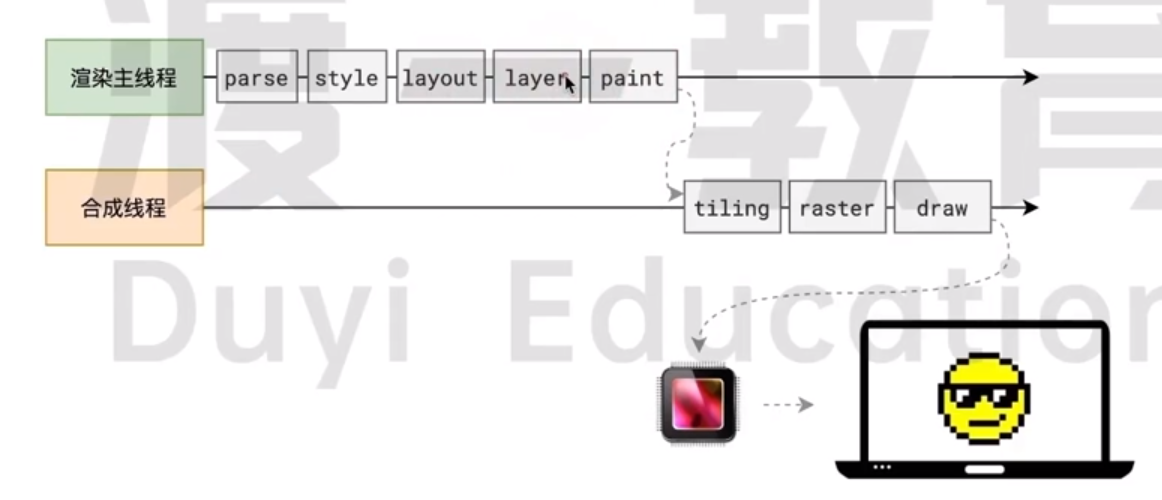 渲染主线程 parse style layout layer paint
合成线程 tiling raster draw
渡一教育
Duyi Education